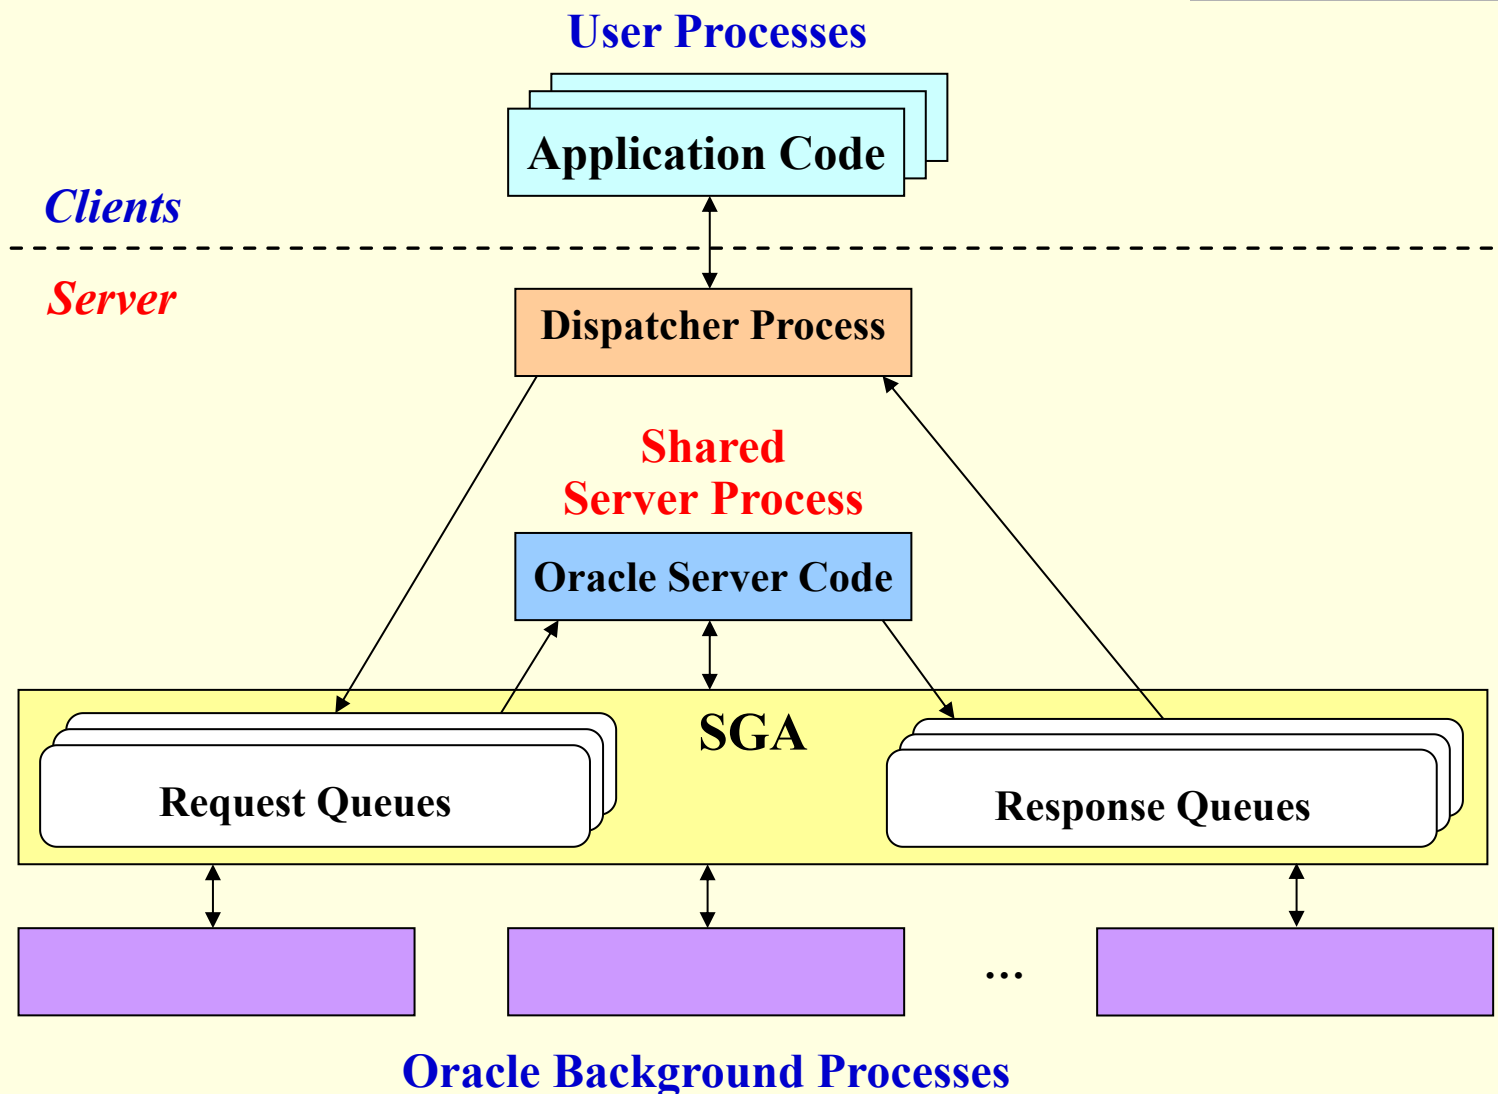 User Processes
Application Code
Clients
Server
Dispatcher Process
Shared
Server Process
Oracle Server Code
SGA
Request Queues
Response Queues
...
Oracle Background Processes